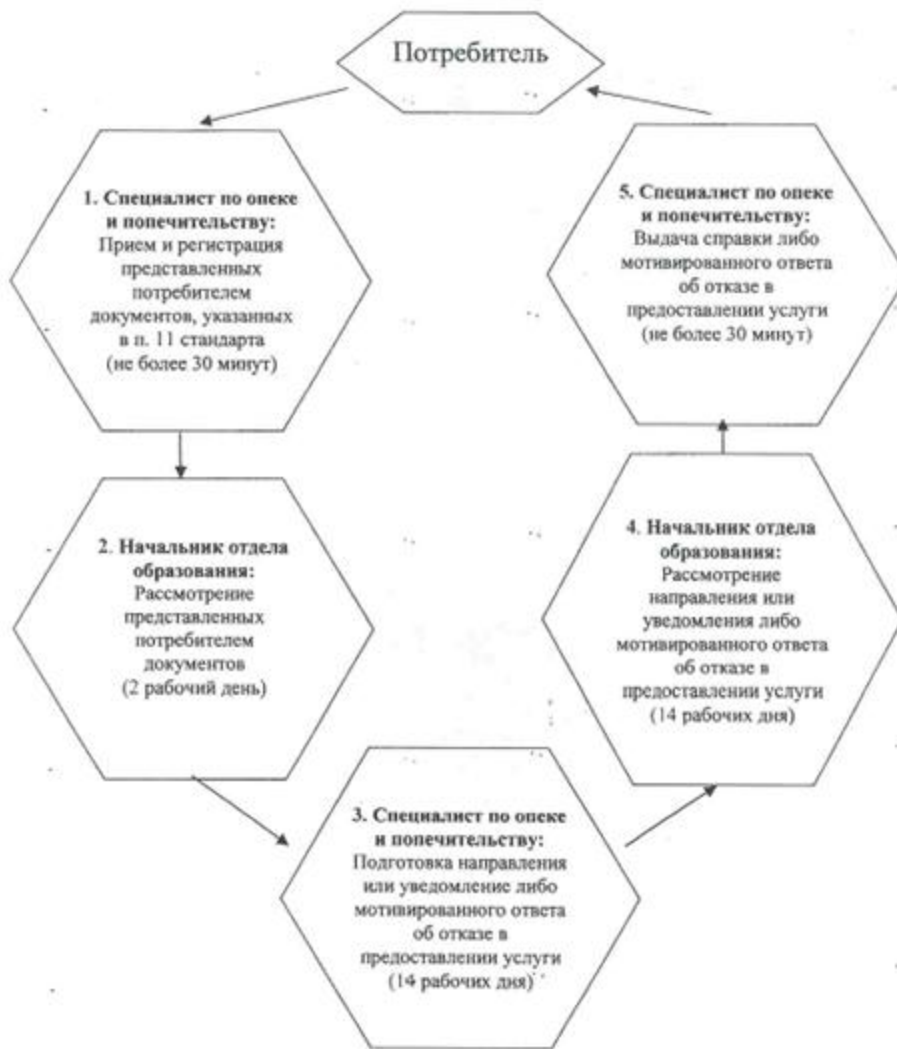 Потребитель
1. Специалист по опеке
и попечительству:
Прием и регистрация
представленных
потребителем
документов, указанных
в п. 11 стандарта
(не более 30 минут)
2. Начальник отдела
образования:
Рассмотрение
представленных
потребителем
документов
(2 рабочий день)
3. Специалист по опеке
и попечительству:
Подготовка направления
или уведомление либо
мотивированного ответа
об отказе в
предоставлении услуги
(14 рабочих дня)
4. Начальник отдела
образования:
Рассмотрение
направления или
уведомления либо
мотивированного ответа
об отказе в
предоставлении услуги
(14 рабочих дня)
5. Специалист по опеке
и попечительству:
Выдача справки либо
мотивированного ответа
об отказе в
предоставлении услуги
(не более 30 минут)